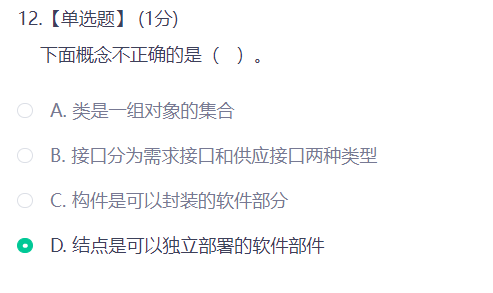 12.【单选题】 (1分)
下面概念不正确的是（　）。
A. 类是一组对象的集合
B. 接口分为需求接口和供应接口两种类型
C. 构件是可以封装的软件部分
D. 结点是可以独立部署的软件部件